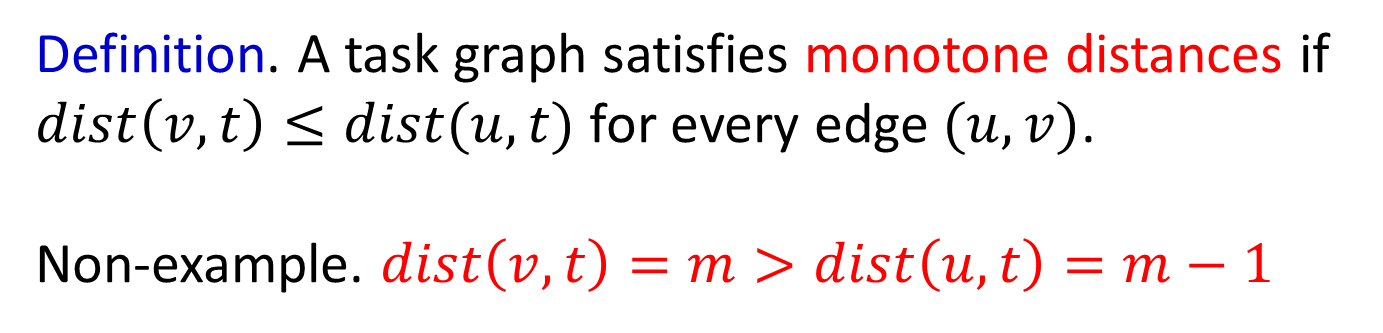 Definition. A task graph satisfies monotone distances if
dist(v, t) ≤ dist(u, t) for every edge (u, v).
Non-example. dist(v, t) = m > dist(u, t) = m − 1